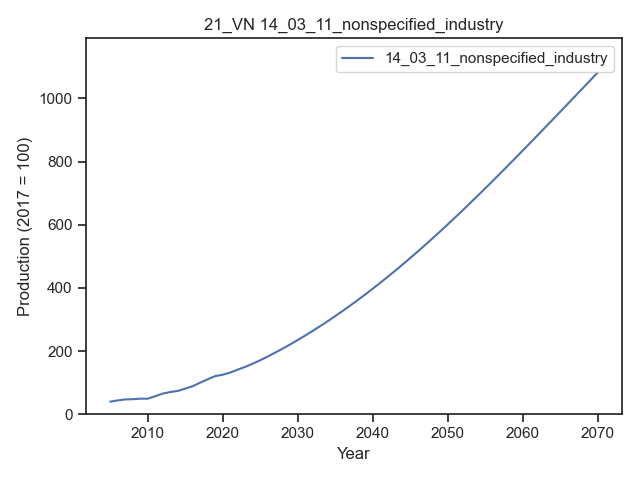 21_VN 14_03_11_nonspecified_industry
14_03_11_nonspecified_industry
1000
800
600
400
200
0
Production (2017 = 100)
2010 2020 2030 2040 2050 2060 2070
Year